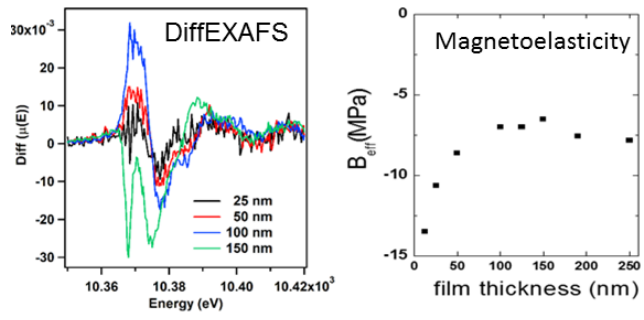 DiffEXAFS
30x10⁻³
20
10
0
-10
-20
-30
Diff (μ(E))
25 nm
50 nm
100 nm
150 nm
10.36
10.38
10.40
10.42x10³
Energy (eV)
Magnetoelasticity
0
-5
-10
-15
B_eff(MPa)
0
50
100
150
200
250
film thickness (nm)